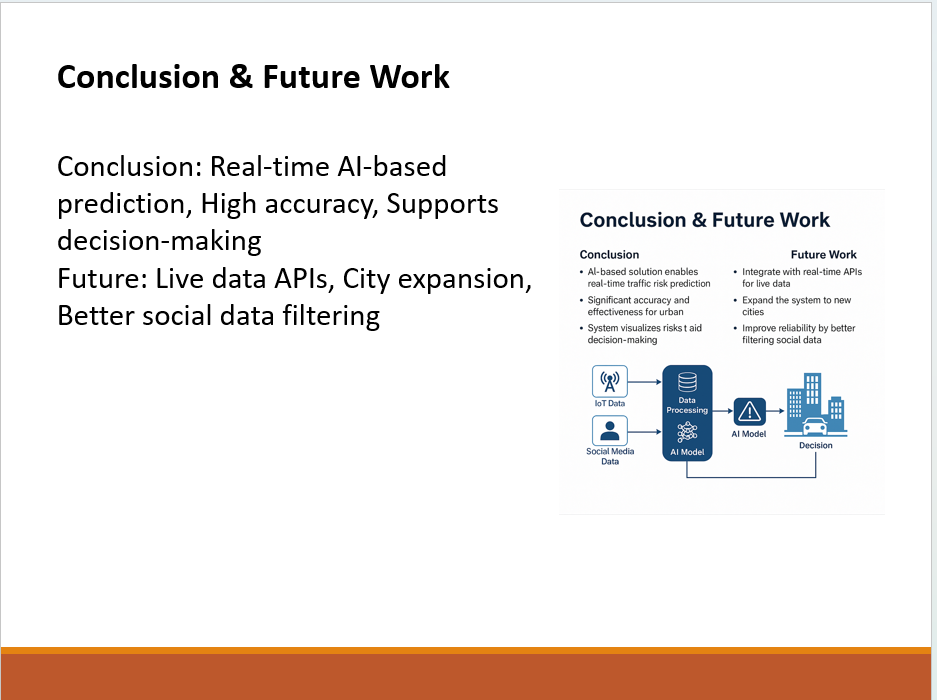 Conclusion & Future Work
Conclusion: Real-time AI-based
prediction, High accuracy, Supports
decision-making
Future: Live data APIs, City expansion,
Better social data filtering
Conclusion & Future Work
Conclusion
• AI-based solution enables
real-time traffic risk prediction
• Significant accuracy and
effectiveness for urban
• System visualizes risks t aid
decision-making
Future Work
• Integrate with real-time APIs
for live data
• Expand the system to new
cities
• Improve reliability by better
filtering social data
IoT Data
Social Media
Data
Data
Processing
AI Model
AI Model
Decision